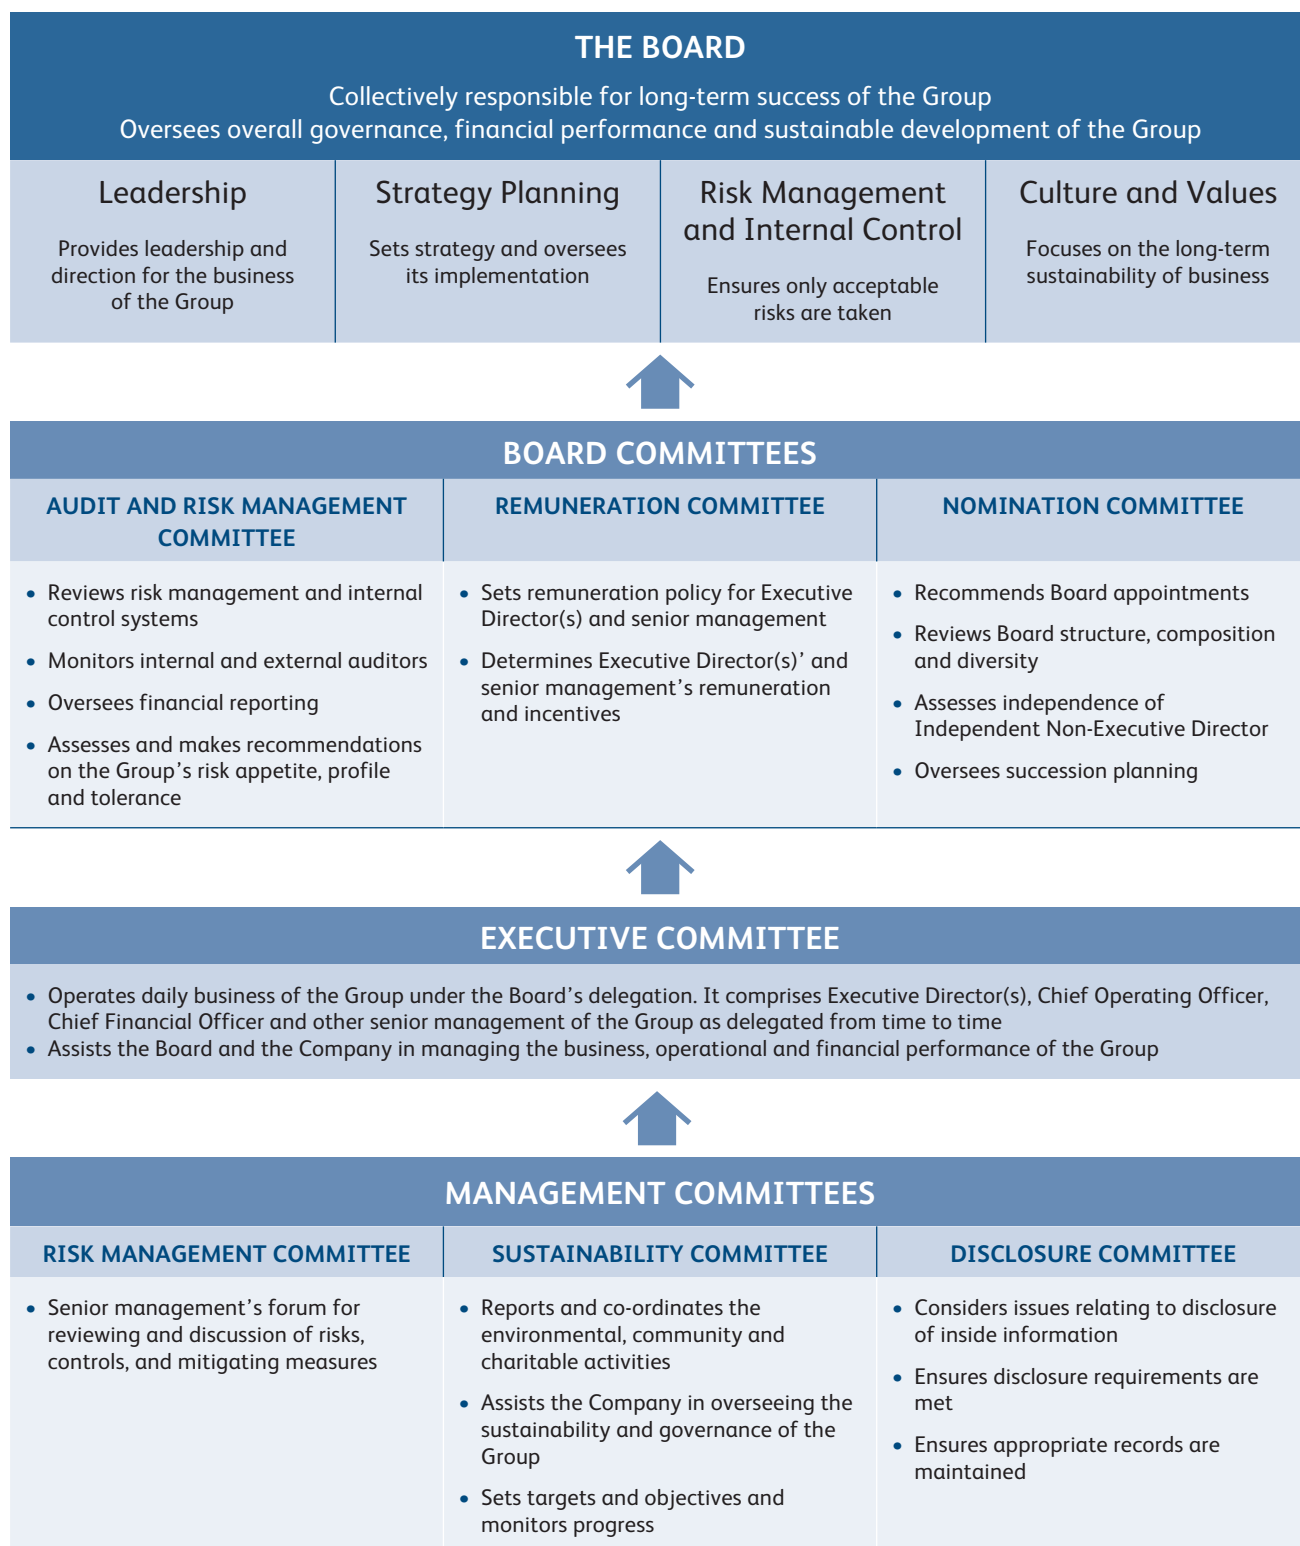 THE BOARD
Collectively responsible for long-term success of the Group
Oversees overall governance, financial performance and sustainable development of the Group
Leadership
Provides leadership and
direction for the business
of the Group
Strategy Planning
Sets strategy and oversees
its implementation
Risk Management
and Internal Control
Ensures only acceptable
risks are taken
Culture and Values
Focuses on the long-term
sustainability of business
BOARD COMMITTEES
AUDIT AND RISK MANAGEMENT
COMMITTEE
• Reviews risk management and internal
control systems
• Monitors internal and external auditors
• Oversees financial reporting
• Assesses and makes recommendations
on the Group’s risk appetite, profile
and tolerance
REMUNERATION COMMITTEE
• Sets remuneration policy for Executive
Director(s) and senior management
• Determines Executive Director(s)’ and
senior management’s remuneration
and incentives
NOMINATION COMMITTEE
• Recommends Board appointments
• Reviews Board structure, composition
and diversity
• Assesses independence of
Independent Non-Executive Director
• Oversees succession planning
EXECUTIVE COMMITTEE
• Operates daily business of the Group under the Board’s delegation. It comprises Executive Director(s), Chief Operating Officer,
Chief Financial Officer and other senior management of the Group as delegated from time to time
• Assists the Board and the Company in managing the business, operational and financial performance of the Group
MANAGEMENT COMMITTEES
RISK MANAGEMENT COMMITTEE
• Senior management’s forum for
reviewing and discussion of risks,
controls, and mitigating measures
SUSTAINABILITY COMMITTEE
• Reports and co-ordinates the
environmental, community and
charitable activities
• Assists the Company in overseeing the
sustainability and governance of the
Group
• Sets targets and objectives and
monitors progress
DISCLOSURE COMMITTEE
• Considers issues relating to disclosure
of inside information
• Ensures disclosure requirements are
met
• Ensures appropriate records are
maintained